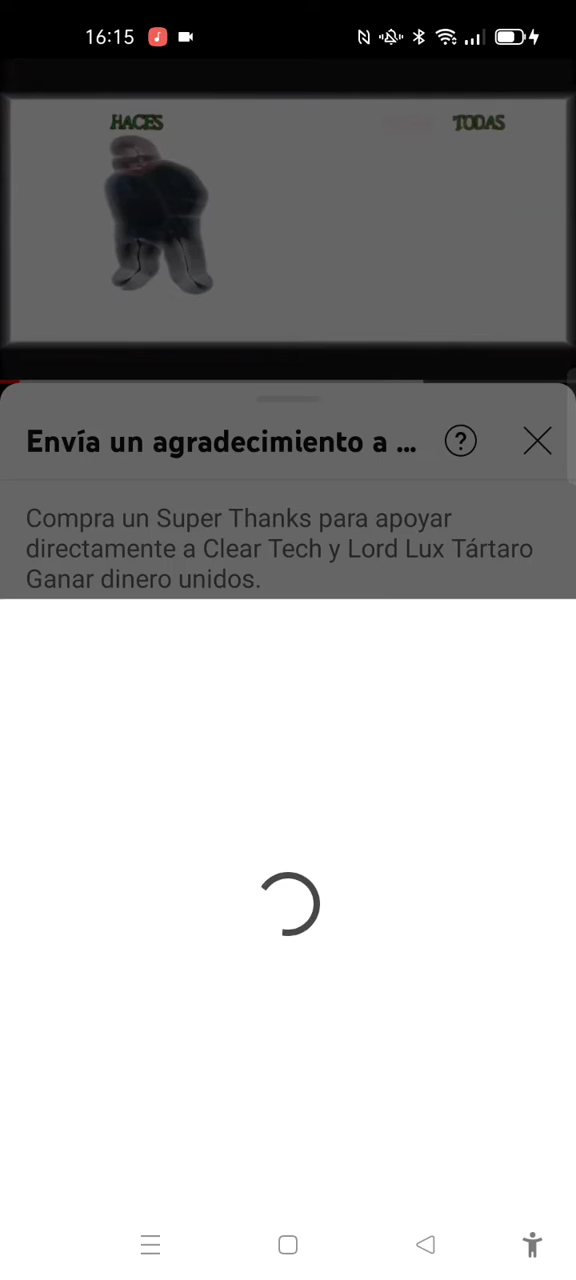 16:15
HACES TODAS
Envía un agradecimiento a ...
Compra un Super Thanks para apoyar
directamente a Clear Tech y Lord Lux Tártaro
Ganar dinero unidos.